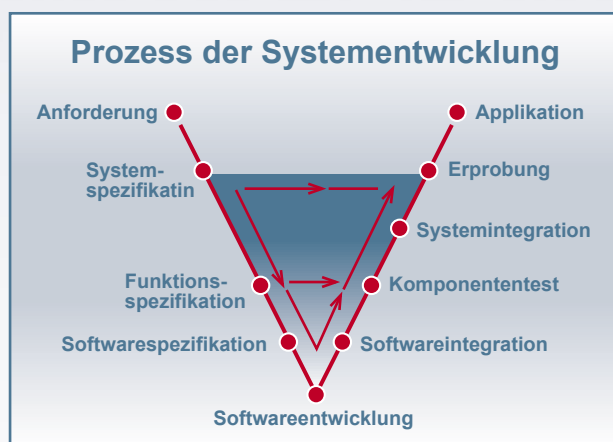 Prozess der Systementwicklung
Anforderung
Applikation
System-
spezifikatin
Erprobung
Systemintegration
Funktions-
spezifikation
Komponententest
Softwarespezifikation
Softwareintegration
Softwareentwicklung